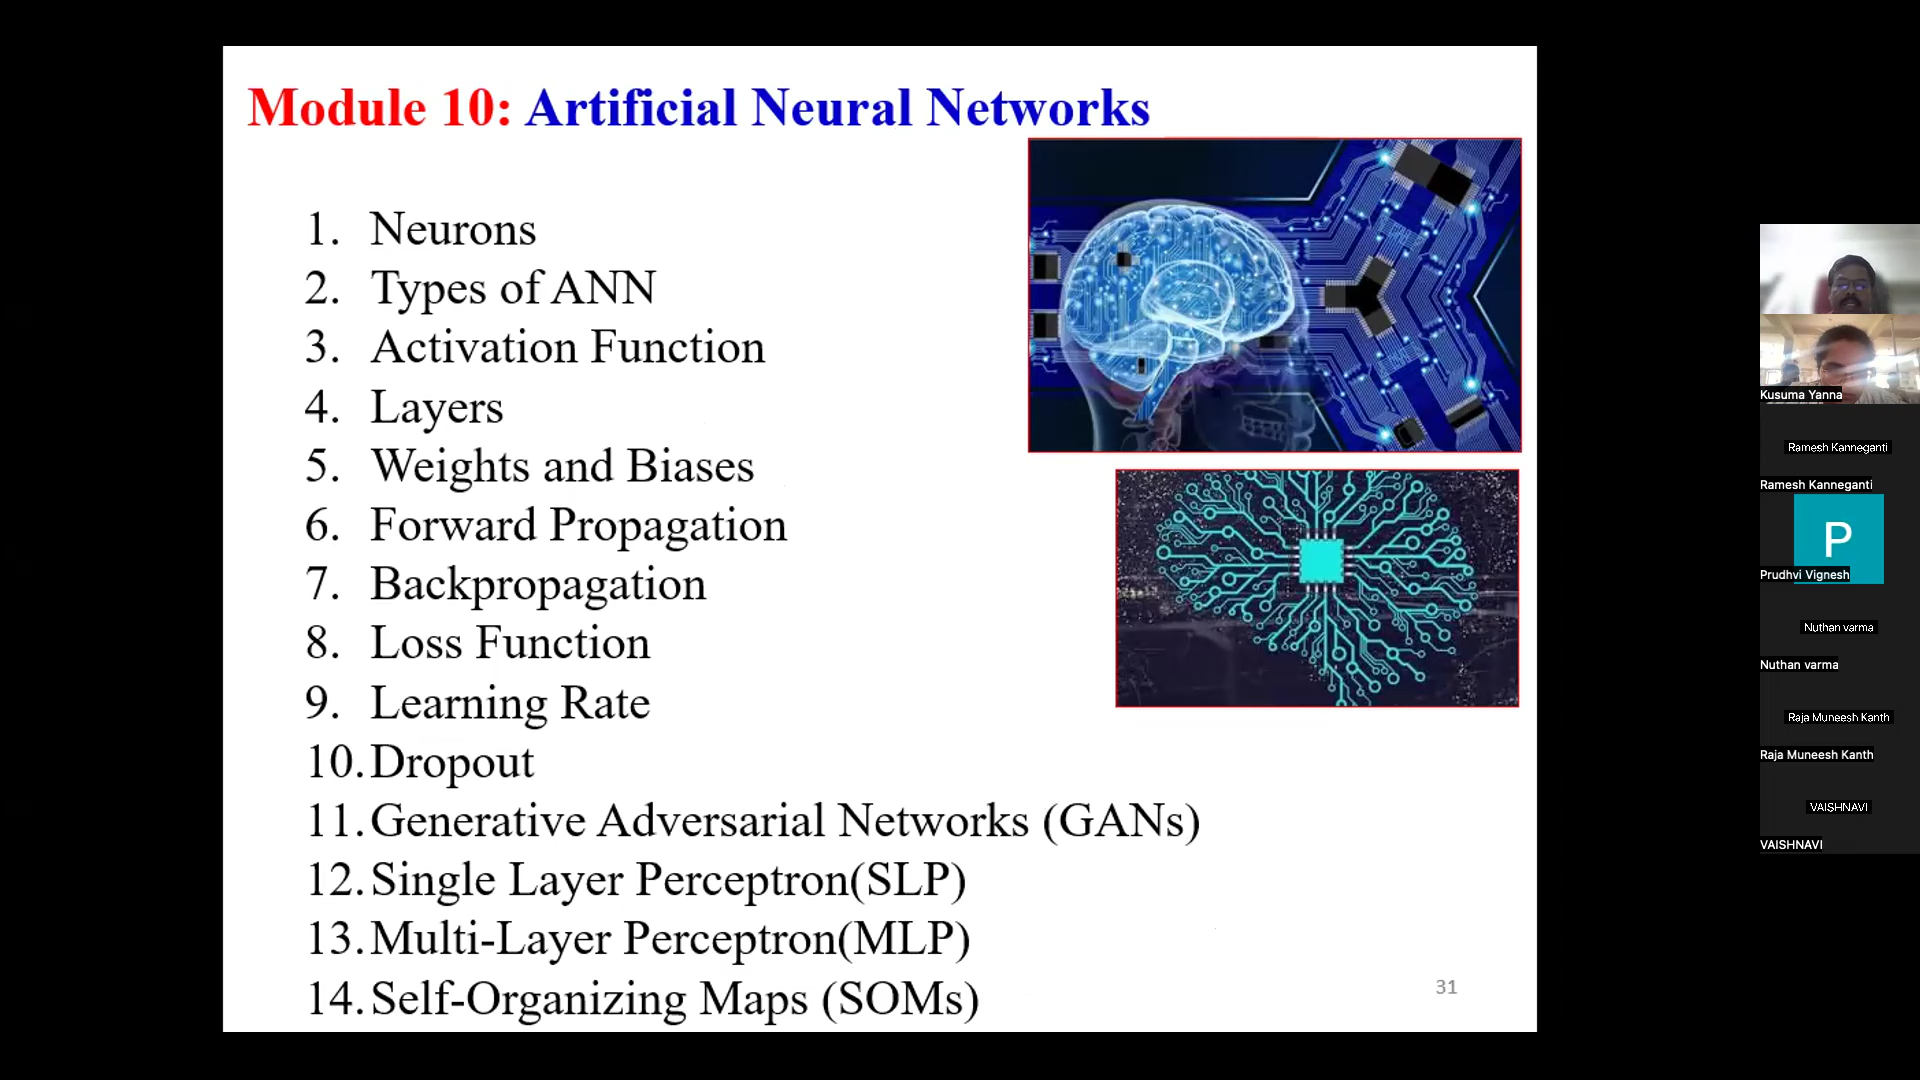 Module 10: Artificial Neural Networks
1. Neurons
2. Types of ANN
3. Activation Function
4. Layers
5. Weights and Biases
6. Forward Propagation
7. Backpropagation
8. Loss Function
9. Learning Rate
10. Dropout
11. Generative Adversarial Networks (GANs)
12. Single Layer Perceptron(SLP)
13. Multi-Layer Perceptron(MLP)
14. Self-Organizing Maps (SOMs)
31
Kusuma Yanna
Ramesh Kanneganti
Ramesh Kanneganti
P
Prudhvi Vignesh
Nuthan varma
Nuthan varma
Raja Muneesh Kanth
Raja Muneesh Kanth
VAISHNAVI
VAISHNAVI